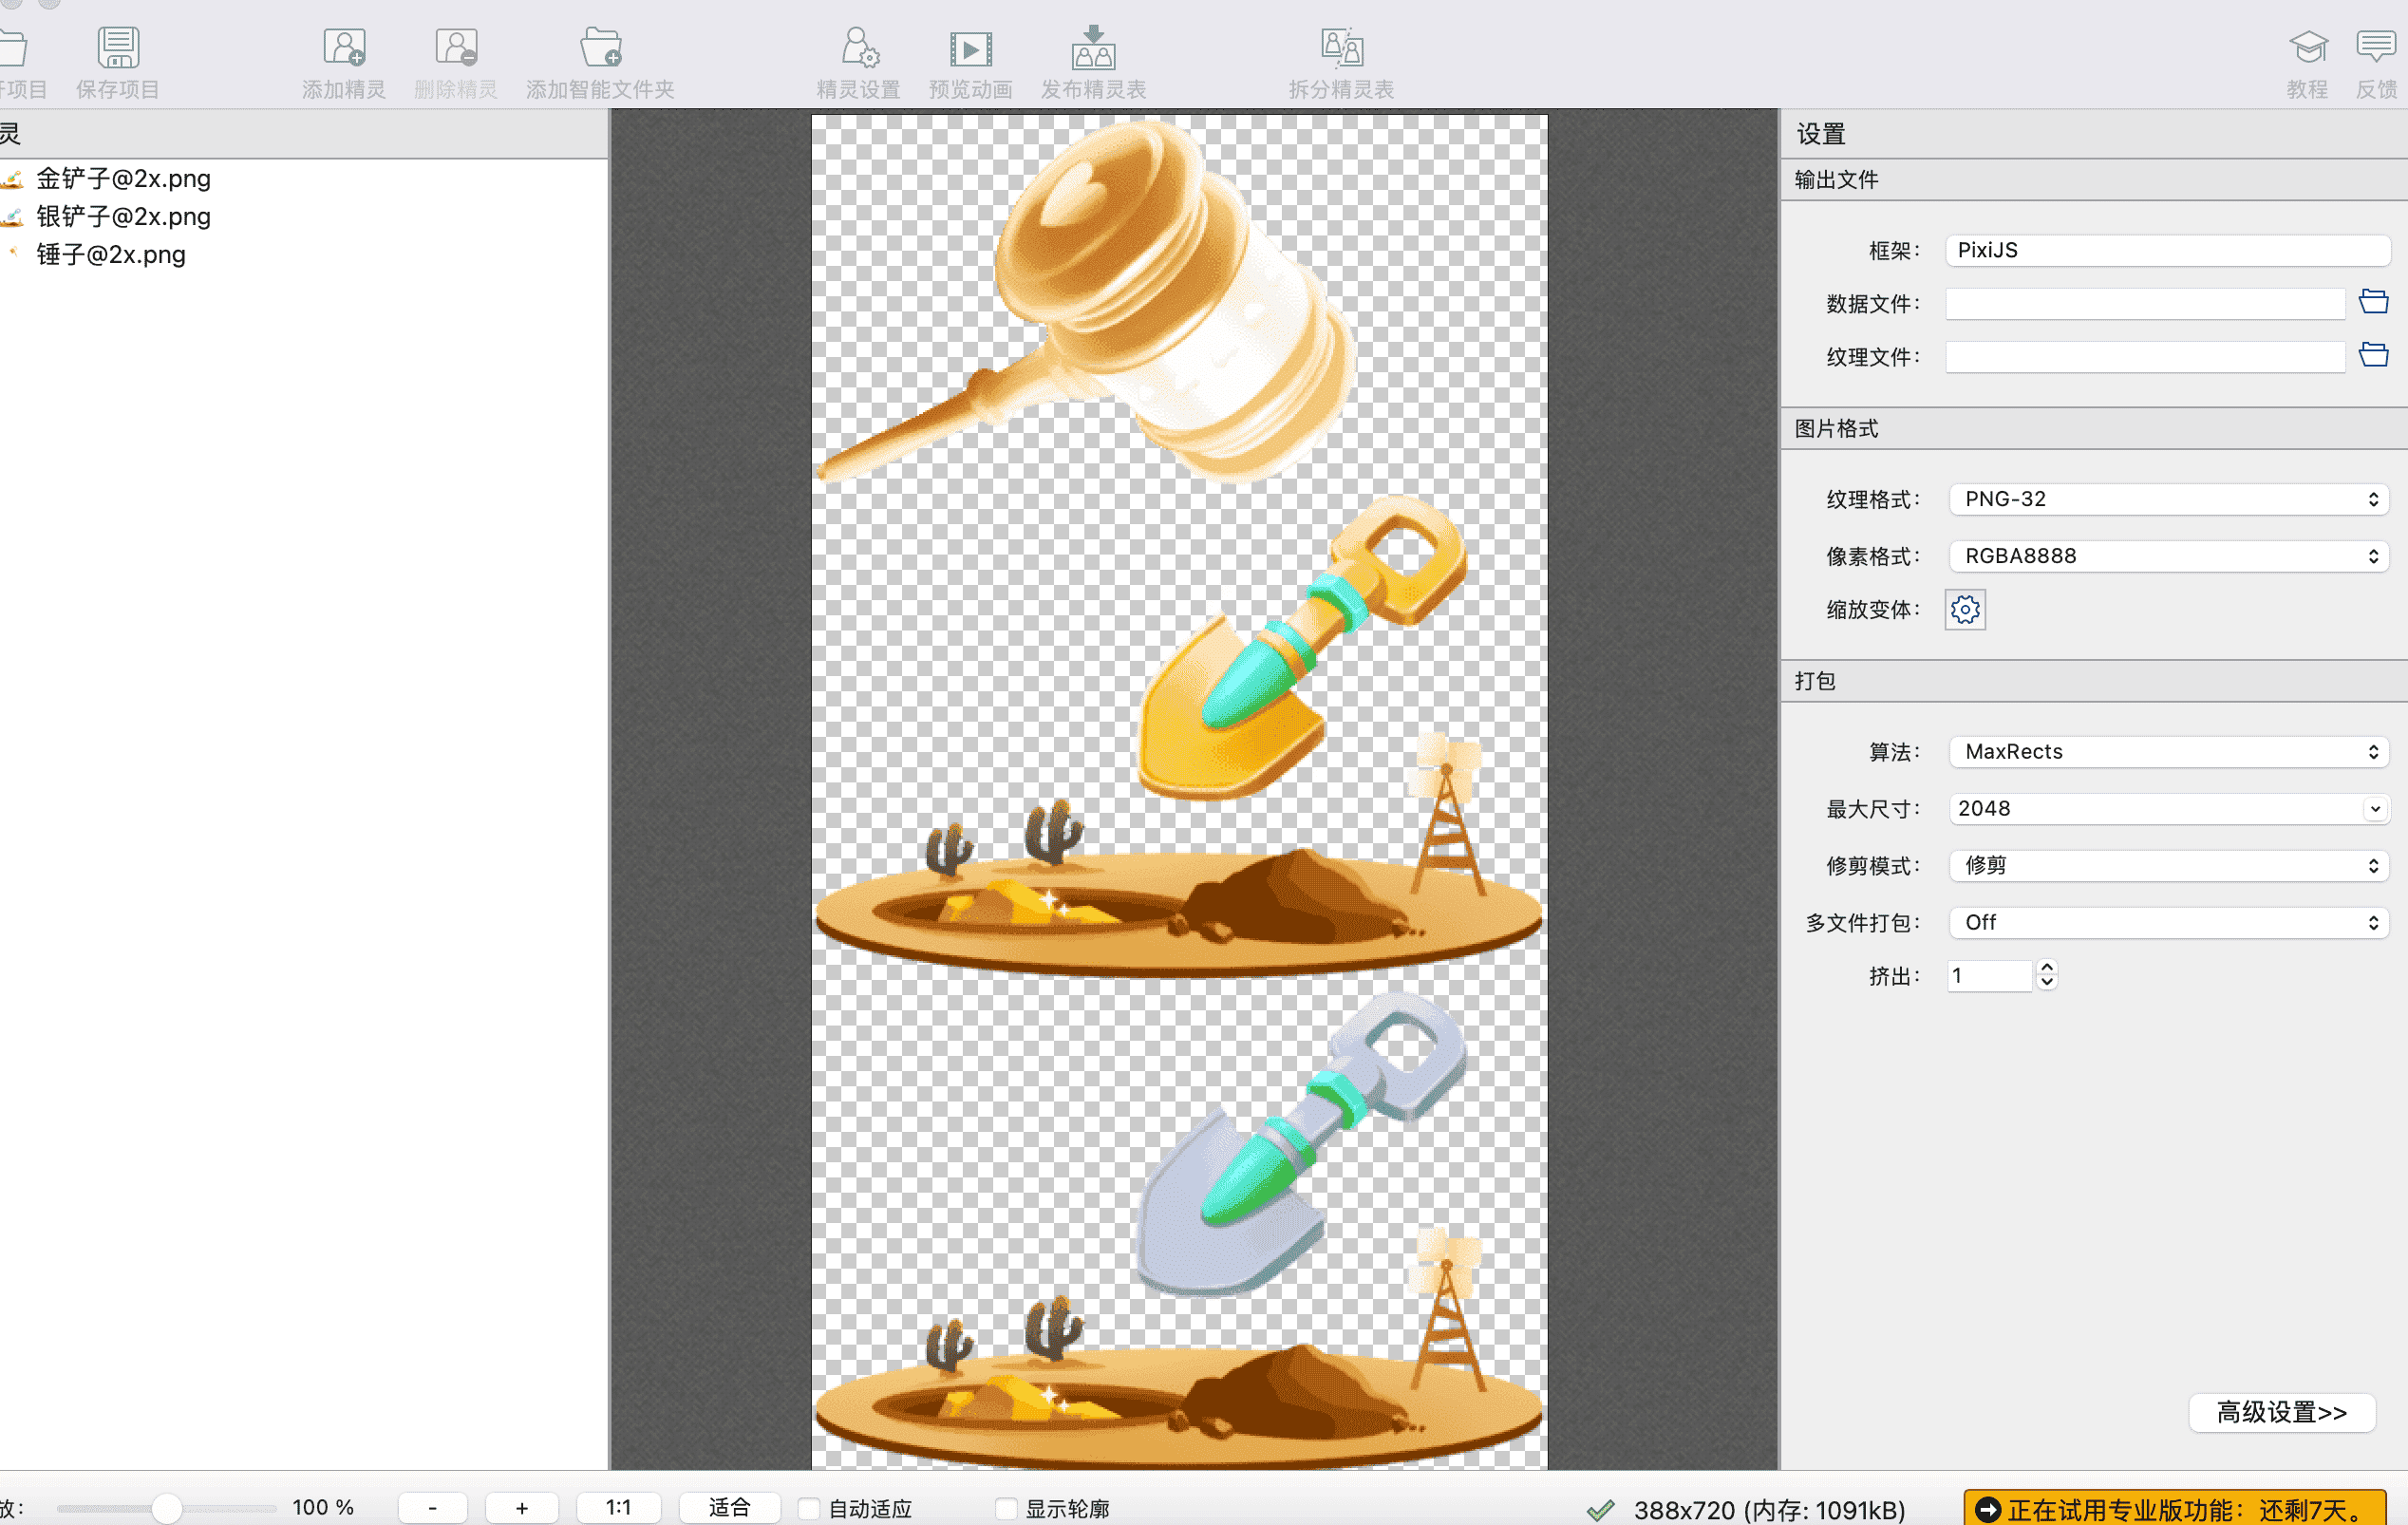 开项目
保存项目
添加精灵
删除精灵
添加智能文件夹
精灵设置
预览动画
发布精灵表
拆分精灵表
教程
反馈
灵
金铲子@2x.png
银铲子@2x.png
锤子@2x.png
设置
输出文件
框架: PixiJS
数据文件:
纹理文件:
图片格式
纹理格式: PNG-32
像素格式: RGBA8888
缩放变体:
打包
算法: MaxRects
最大尺寸: 2048
修剪模式: 修剪
多文件打包: Off
挤出: 1
高级设置>>
放: 100 % - + 1:1 适合 自动适应 显示轮廓 388x720 (内存: 1091kB) 正在试用专业版功能：还剩7天。